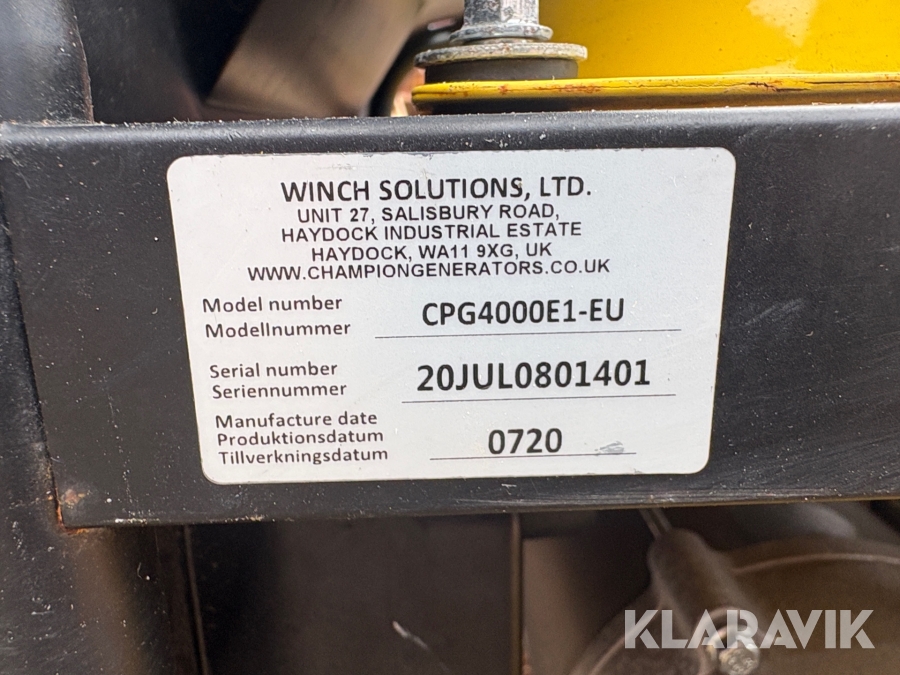 WINCH SOLUTIONS, LTD.
UNIT 27, SALISBURY ROAD,
HAYDOCK INDUSTRIAL ESTATE
HAYDOCK, WA11 9XG, UK
WWW.CHAMPIONGENERATORS.CO.UK
Model number
Modellnummer
CPG4000E1-EU
Serial number
Seriennummer
20JUL0801401
Manufacture date
Produktionsdatum
Tillverkningsdatum
0720
KLARAVIK